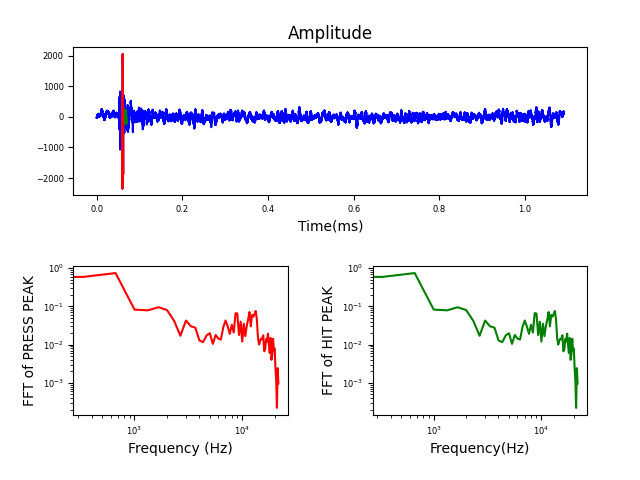 Amplitude
2000
1000
0
−1000
−2000
0.0 0.2 0.4 0.6 0.8 1.0
Time(ms)
FFT of PRESS PEAK
10⁰
10⁻¹
10⁻²
10⁻³
10³ 10⁴
Frequency (Hz)
FFT of HIT PEAK
10⁰
10⁻¹
10⁻²
10⁻³
10³ 10⁴
Frequency(Hz)